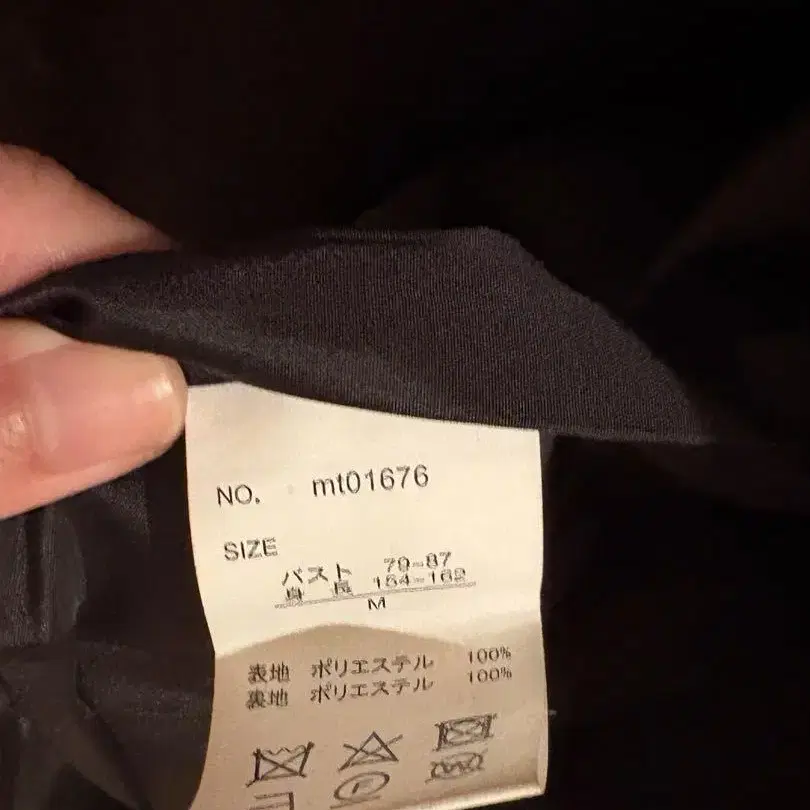 NO. mt01676
SIZE
バスト 79-87
身 長 154-162
M
表地 ポリエステル 100%
裏地 ポリエステル 100%